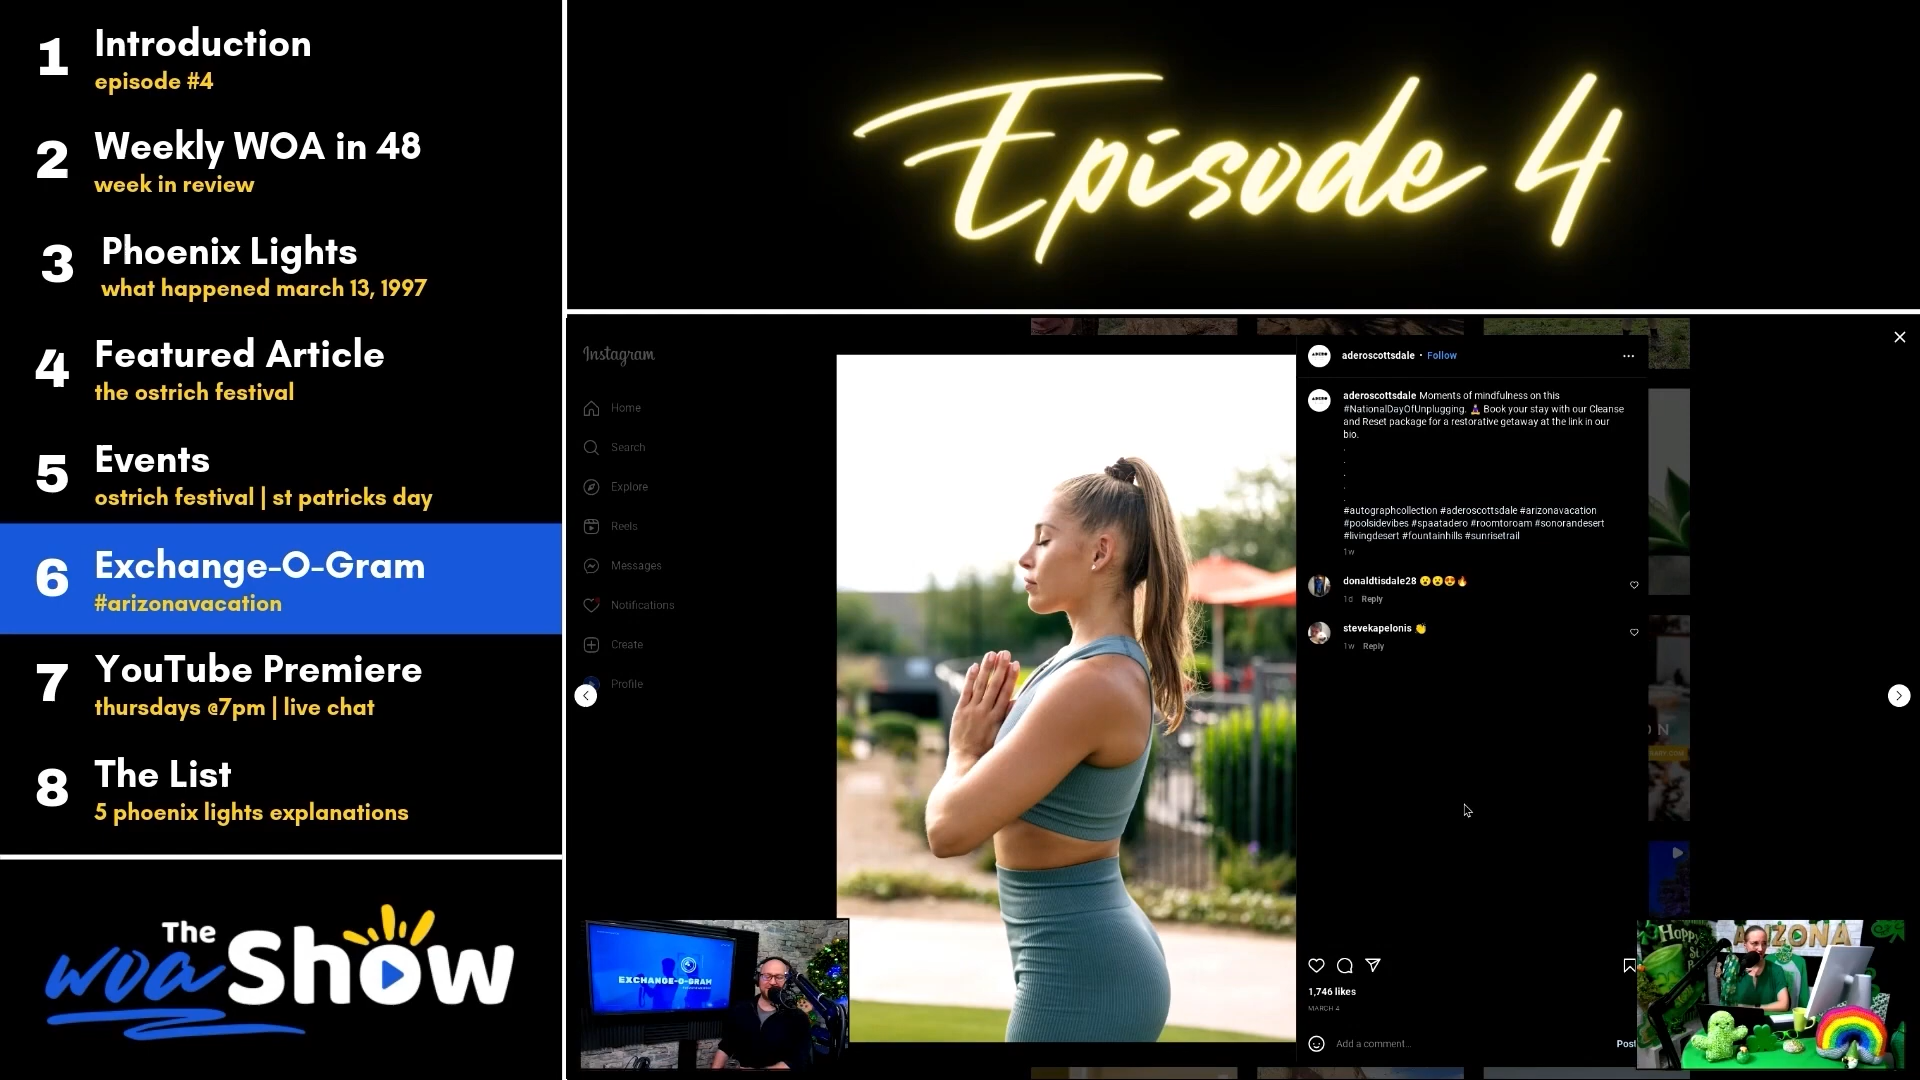 1 Introduction
episode #4
2 Weekly WOA in 48
week in review
3 Phoenix Lights
what happened march 13, 1997
4 Featured Article
the ostrich festival
5 Events
ostrich festival | st patricks day
6 Exchange-O-Gram
#arizonavacation
7 YouTube Premiere
thursdays @7pm | live chat
8 The List
5 phoenix lights explanations
The
woa Show
Episode 4
Instagram
Home
Search
Explore
Reels
Messages
Notifications
Create
Profile
aderoscottsdale • Follow
aderoscottsdale Moments of mindfulness on this
#NationalDayOfUnplugging. 🧘‍♀️ Book your stay with our Cleanse
and Reset package for a restorative getaway at the link in our
bio.
.
.
.
.
.
#autographcollection #aderoscottsdale #arizonavacation
#poolsidevibes #spaatadero #roomtoroam #sonorandesert
#livingdesert #fountainhills #sunrisetrail
1w
donaldtisdale28 😮😮😍🔥
1d Reply
stevekapelonis 👏
1w Reply
1,746 likes
MARCH 4
Add a comment...
Post
EXCHANGE-O-GRAM
Happy
ARIZONA